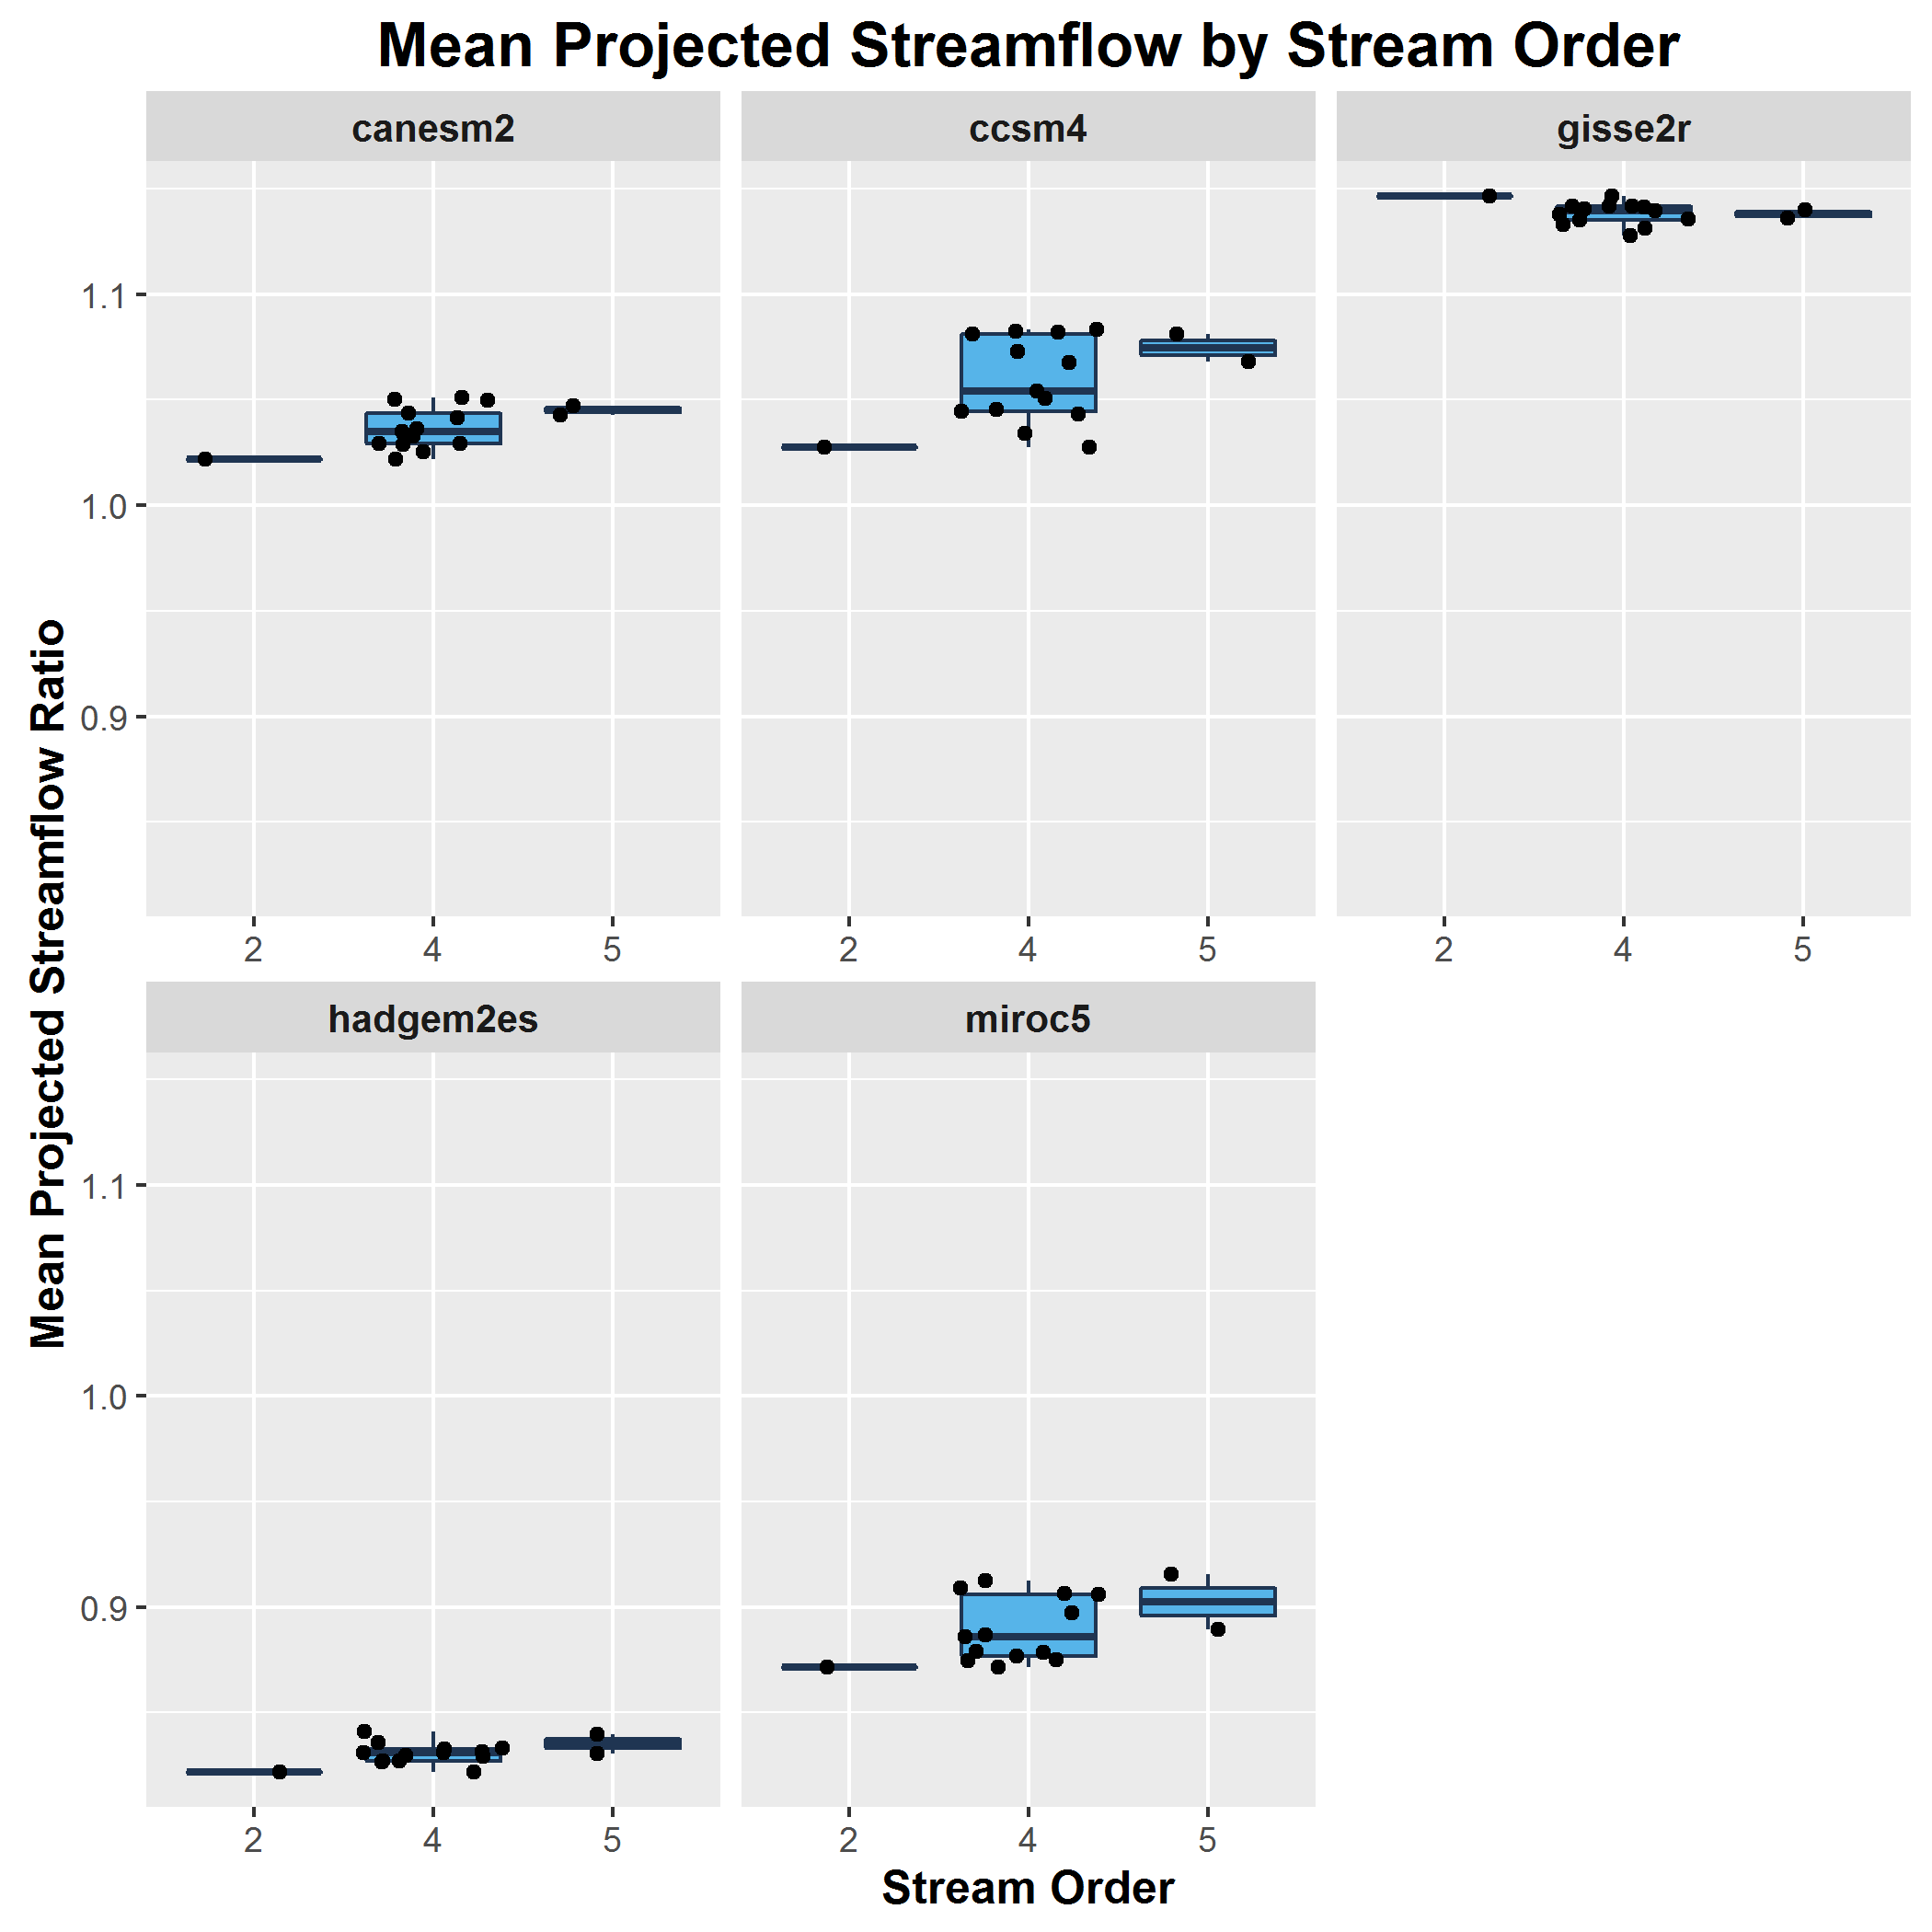 Mean Projected Streamflow by Stream Order
canesm2 ccsm4 gisse2r
1.1
1.0
0.9
2 4 5 2 4 5 2 4 5
Mean Projected Streamflow Ratio
hadgem2es miroc5
1.1
1.0
0.9
2 4 5 2 4 5
Stream Order